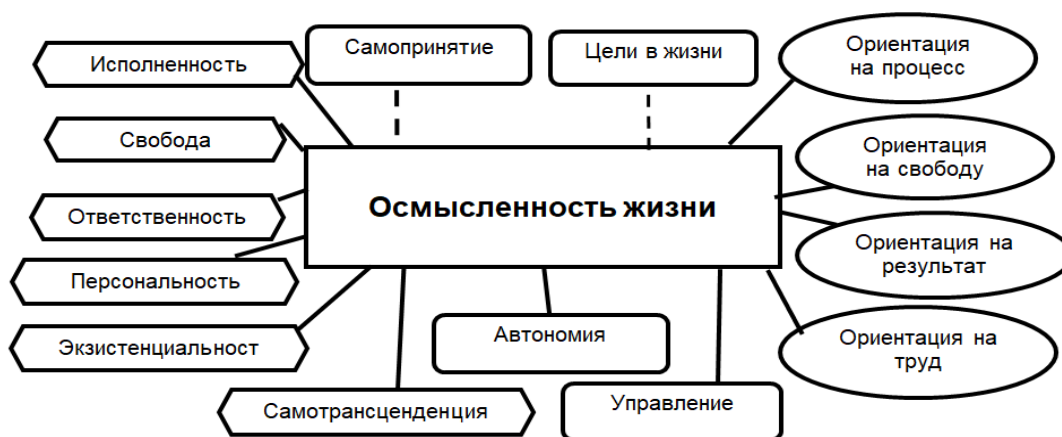 Исполненность
Самопринятие
Цели в жизни
Ориентация
на процесс
Свобода
Ориентация
на свободу
Осмысленность жизни
Ответственность
Ориентация на
результат
Персональность
Экзистенциальност
Автономия
Ориентация на
труд
Самотрансценденция
Управление